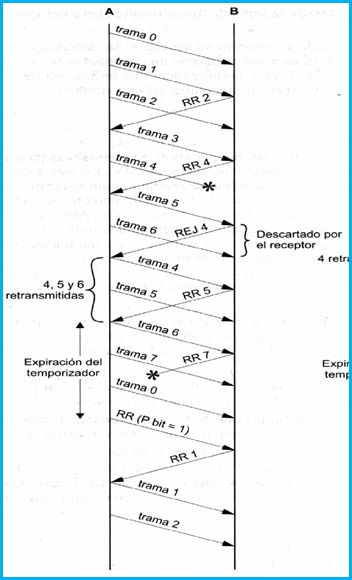 A
B
trama 0
trama 1
trama 2
RR 2
trama 3
trama 4
RR 4
*
trama 5
trama 6
REJ 4
Descartado por
el receptor
4 retra
trama 4
4, 5 y 6
retransmitidas
trama 5
RR 5
trama 6
Expiración del
temporizador
trama 7
RR 7
*
Expir
temp
trama 0
RR (P bit = 1)
RR 1
trama 1
trama 2